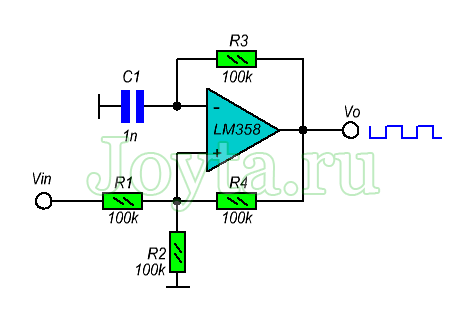 R3
100k
C1
1n
-
LM358
+
Vo
Joyta.ru
Vin
R1
100k
R4
100k
R2
100k